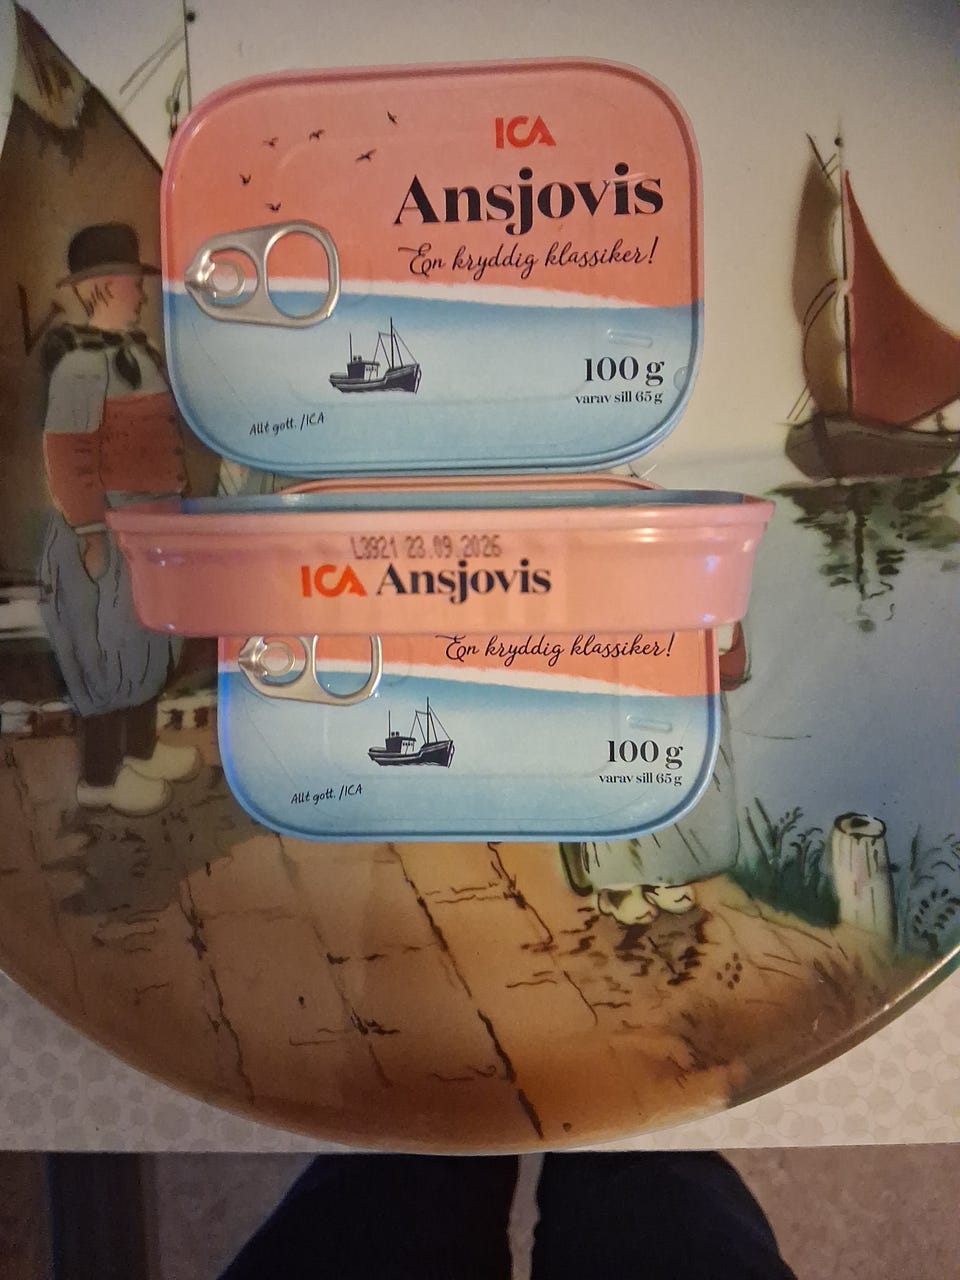 ICA
Ansjovis
En kryddig klassiker!
100 g
varav sill 65 g
Allt gott. /ICA
L3921 23.09.2026
ICA Ansjovis
En kryddig klassiker!
100 g
varav sill 65 g
Allt gott. /ICA